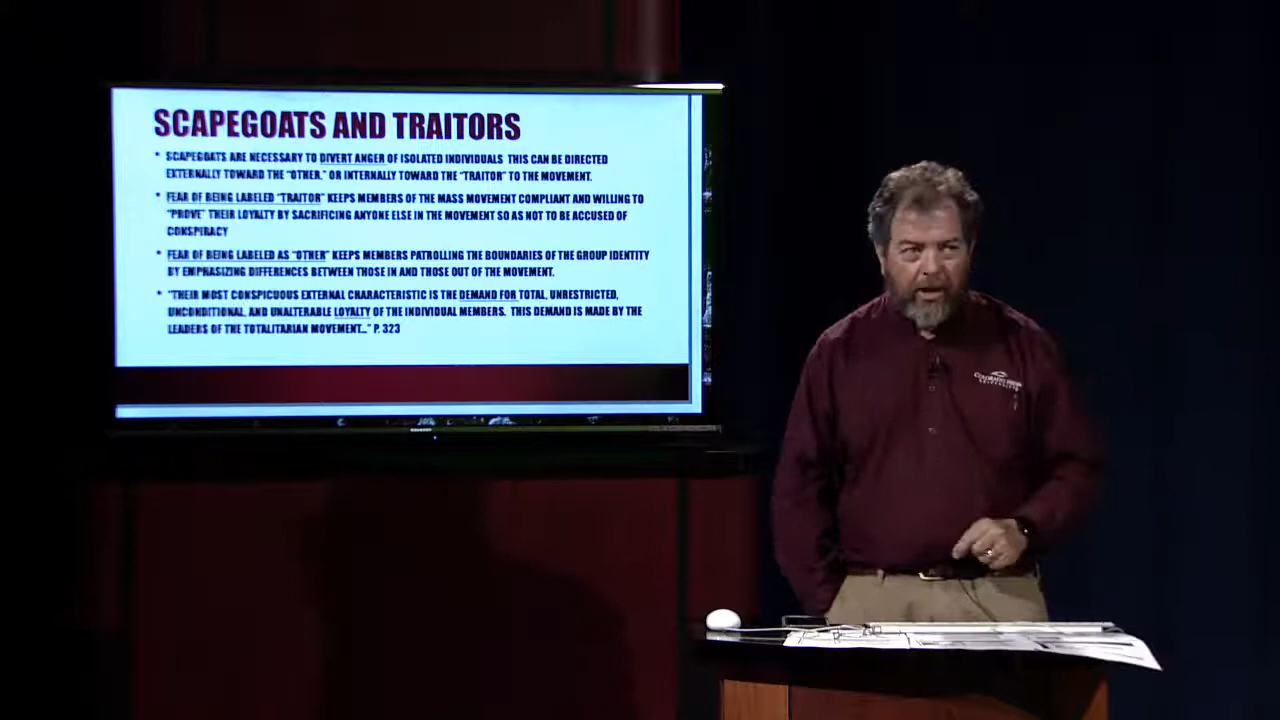 SCAPEGOATS AND TRAITORS
• SCAPEGOATS ARE NECESSARY TO DIVERT ANGER OF ISOLATED INDIVIDUALS THIS CAN BE DIRECTED
EXTERNALLY TOWARD THE "OTHER." OR INTERNALLY TOWARD THE "TRAITOR" TO THE MOVEMENT.
• FEAR OF BEING LABELED "TRAITOR" KEEPS MEMBERS OF THE MASS MOVEMENT COMPLIANT AND WILLING TO
"PROVE" THEIR LOYALTY BY SACRIFICING ANYONE ELSE IN THE MOVEMENT SO AS NOT TO BE ACCUSED OF
CONSPIRACY
• FEAR OF BEING LABELED AS "OTHER" KEEPS MEMBERS PATROLLING THE BOUNDARIES OF THE GROUP IDENTITY
BY EMPHASIZING DIFFERENCES BETWEEN THOSE IN AND THOSE OUT OF THE MOVEMENT.
• "THEIR MOST CONSPICUOUS EXTERNAL CHARACTERISTIC IS THE DEMAND FOR TOTAL, UNRESTRICTED,
UNCONDITIONAL, AND UNALTERABLE LOYALTY OF THE INDIVIDUAL MEMBERS. THIS DEMAND IS MADE BY THE
LEADERS OF THE TOTALITARIAN MOVEMENT..." P. 323
COLORADO MESA
UNIVERSITY